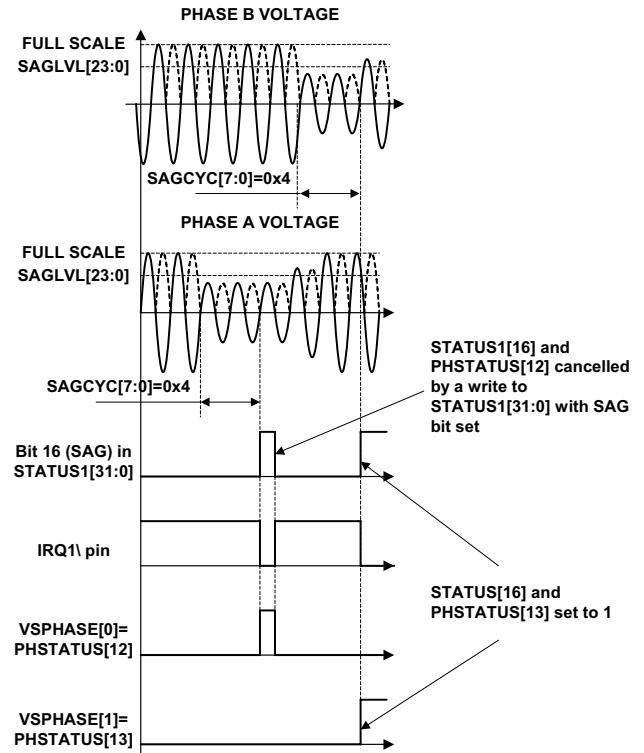 PHASE B VOLTAGE
FULL SCALE
SAGLVL[23:0]
SAGCYC[7:0]=0x4
PHASE A VOLTAGE
FULL SCALE
SAGLVL[23:0]
STATUS1[16] and
PHSTATUS[12] cancelled
by a write to
STATUS1[31:0] with SAG
bit set
SAGCYC[7:0]=0x4
Bit 16 (SAG) in
STATUS1[31:0]
IRQ1\ pin
STATUS[16] and
PHSTATUS[13] set to 1
VSPHASE[0]=
PHSTATUS[12]
VSPHASE[1]=
PHSTATUS[13]